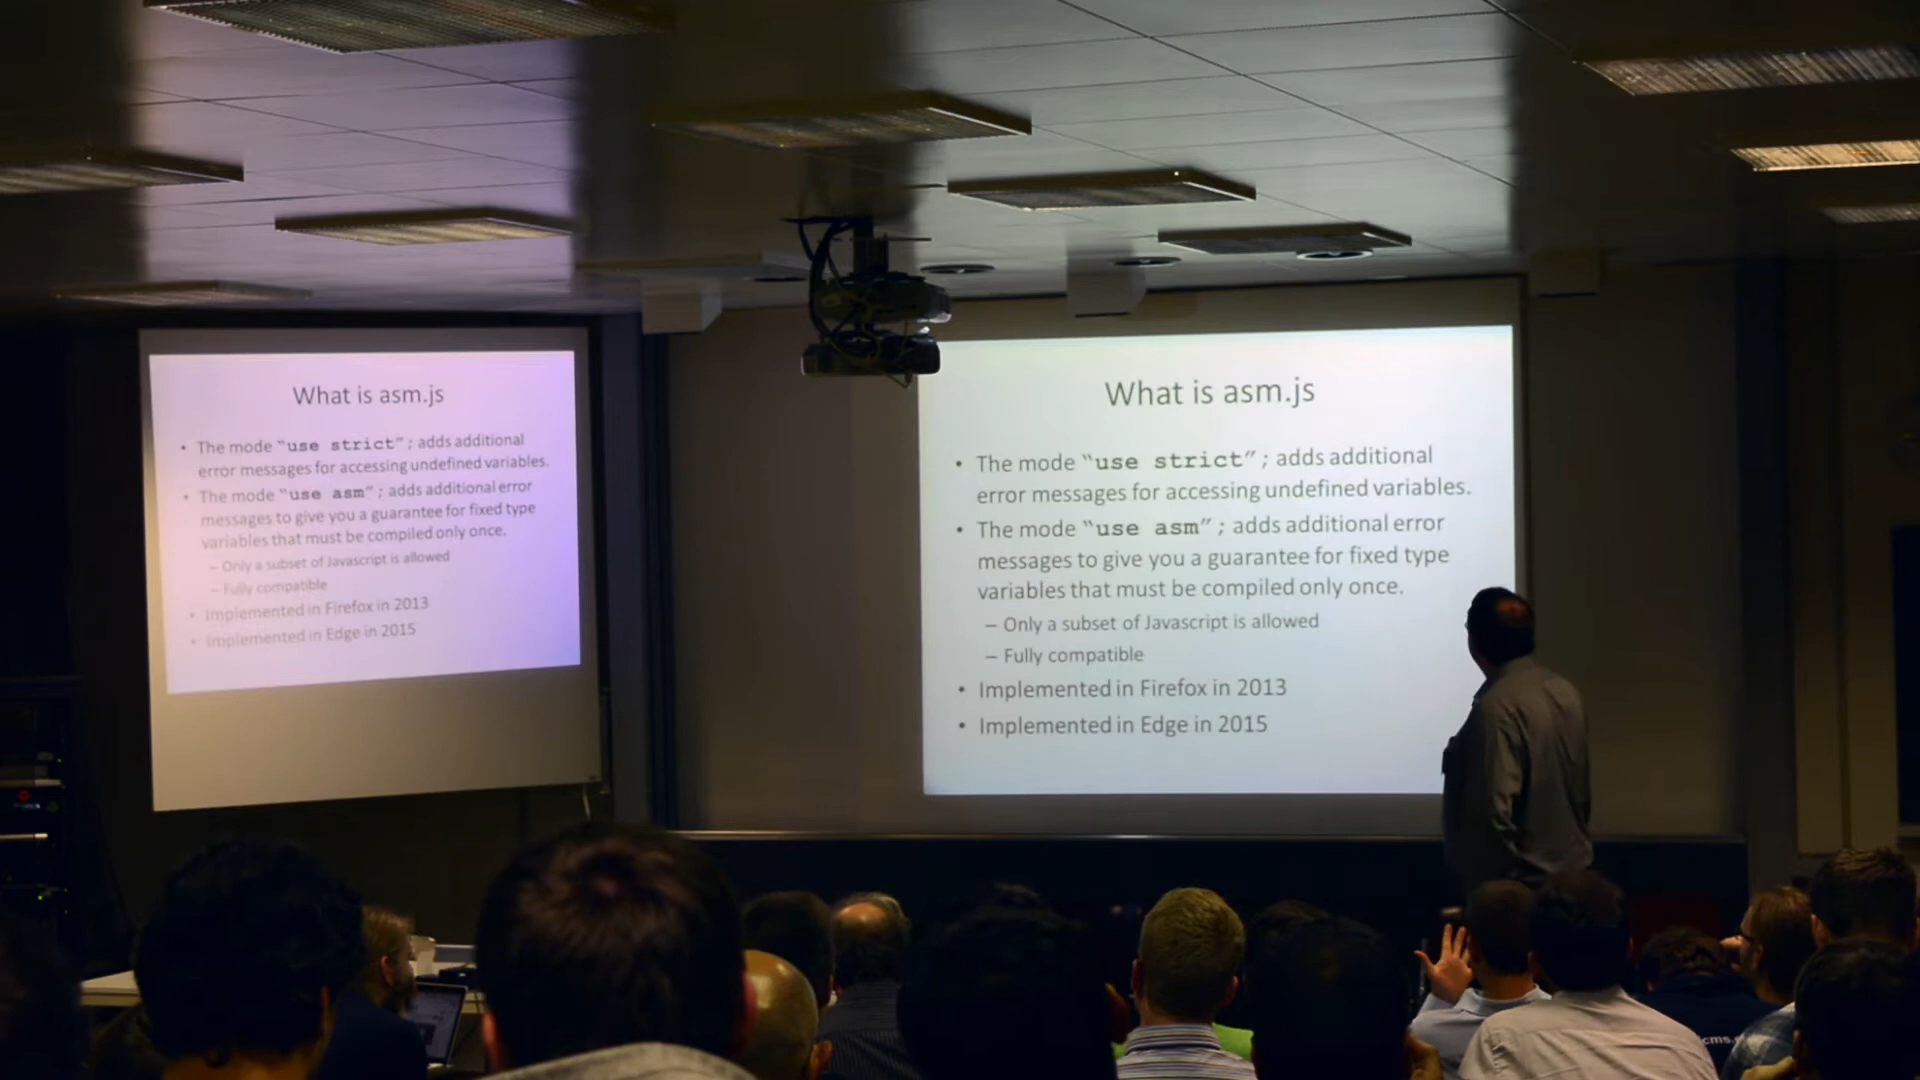 What is asm.js
• The mode “use strict”; adds additional
error messages for accessing undefined variables.
• The mode “use asm”; adds additional error
messages to give you a guarantee for fixed type
variables that must be compiled only once.
– Only a subset of Javascript is allowed
– Fully compatible
• Implemented in Firefox in 2013
• Implemented in Edge in 2015
What is asm.js
• The mode “use strict”; adds additional
error messages for accessing undefined variables.
• The mode “use asm”; adds additional error
messages to give you a guarantee for fixed type
variables that must be compiled only once.
– Only a subset of Javascript is allowed
– Fully compatible
• Implemented in Firefox in 2013
• Implemented in Edge in 2015
cms.